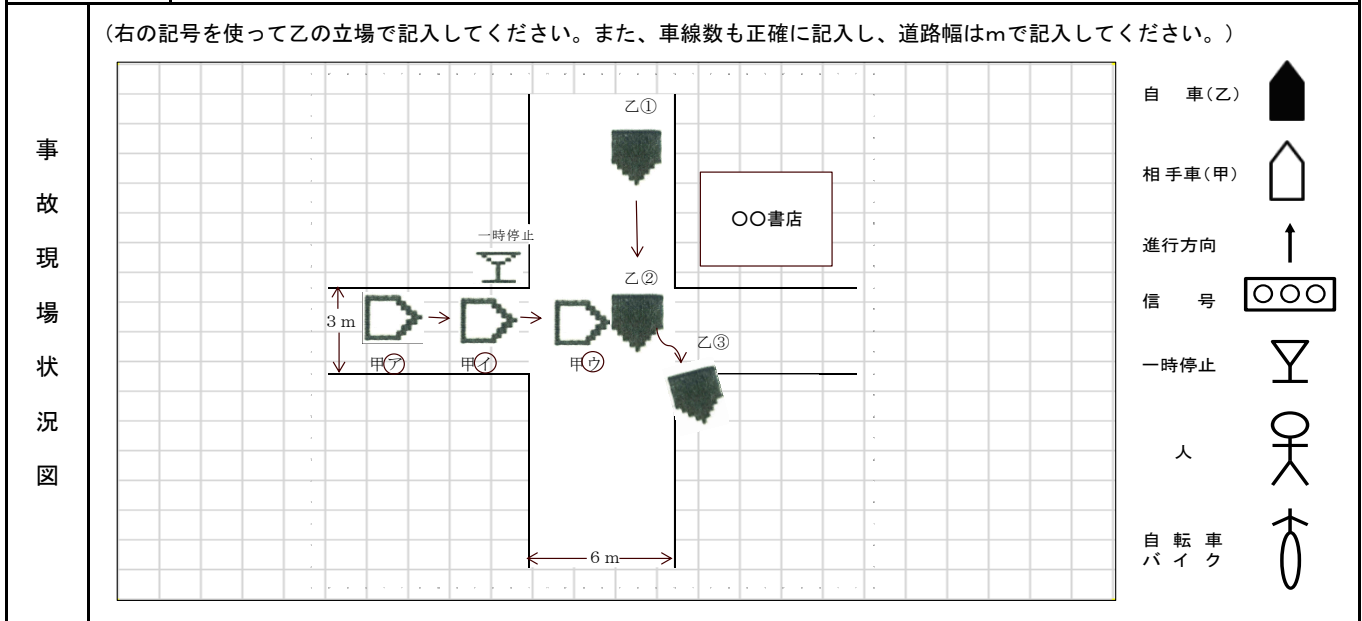 (右の記号を使って乙の立場で記入してください。また、車線数も正確に記入し、道路幅はmで記入してください。)
事故現場状況図
乙①
〇〇書店
一時停止
乙②
3m
乙③
甲㋐
甲㋑
甲㋒
6m
自 車(乙)
相手車(甲)
進行方向
信 号
一時停止
人
自転車
バイク